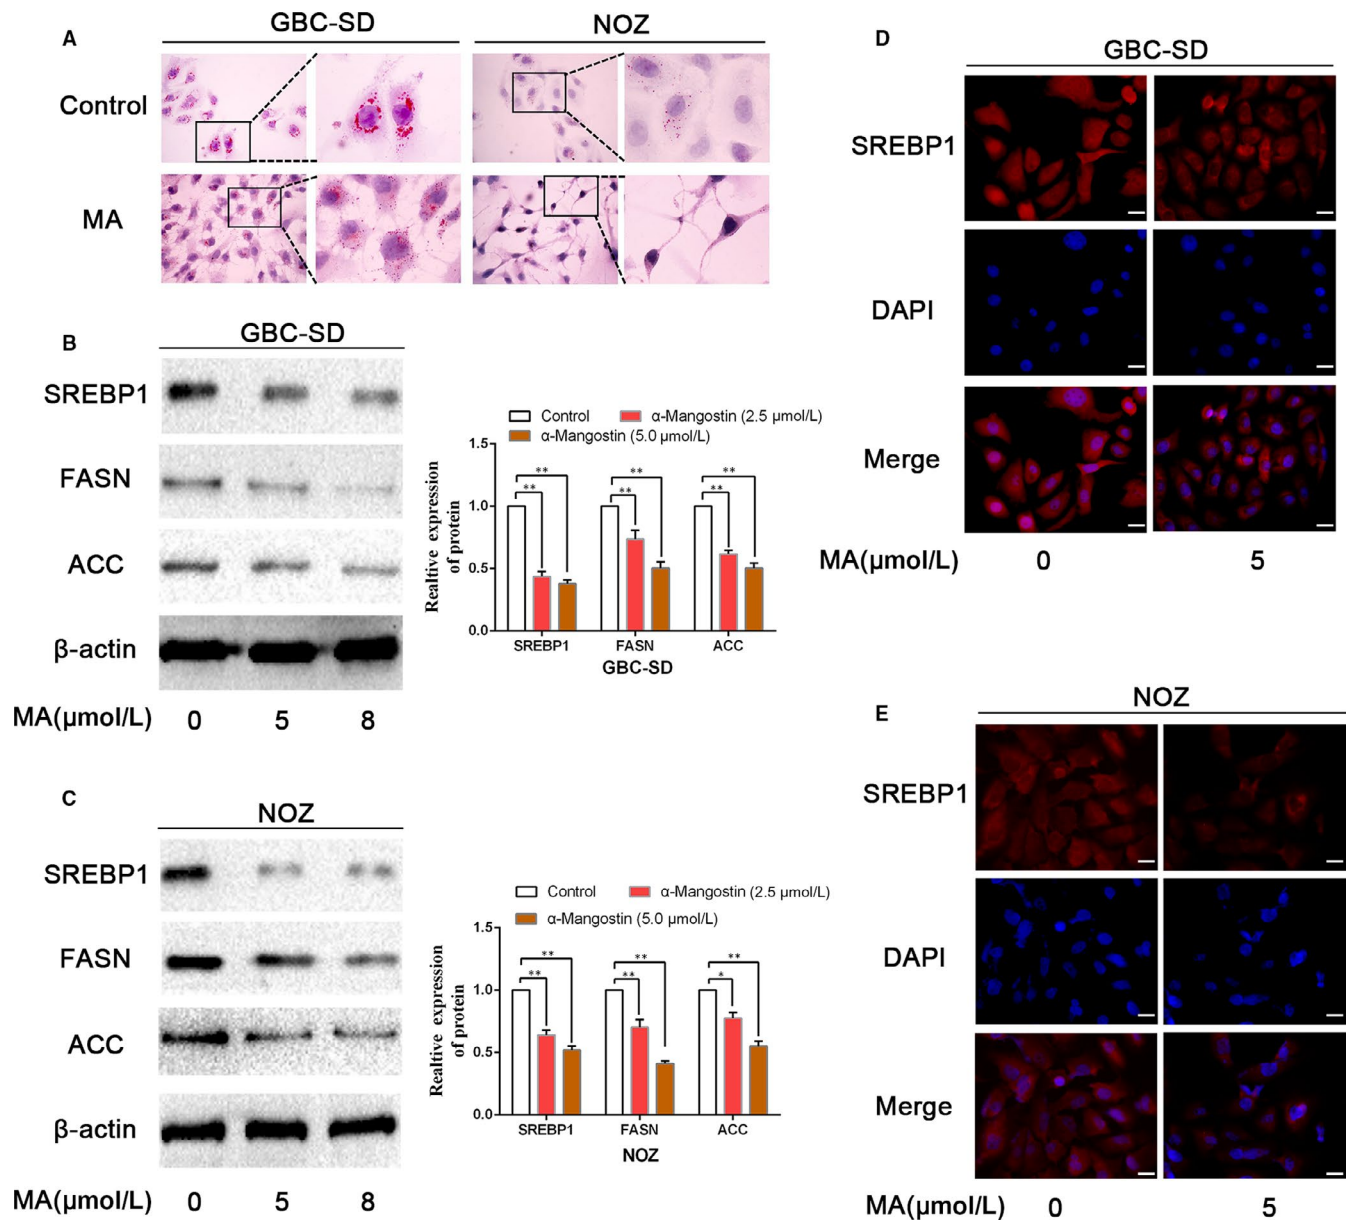 A
GBC-SD
NOZ
Control
MA
B
GBC-SD
SREBP1
FASN
ACC
β-actin
MA(μmol/L) 0 5 8
Control α-Mangostin (2.5 μmol/L)
α-Mangostin (5.0 μmol/L)
Realtive expression
of protein
1.5
1.0
0.5
0.0
** ** ** ** ** **
SREBP1 FASN ACC
GBC-SD
C
NOZ
SREBP1
FASN
ACC
β-actin
MA(μmol/L) 0 5 8
Control α-Mangostin (2.5 μmol/L)
α-Mangostin (5.0 μmol/L)
Realtive expression
of protein
1.5
1.0
0.5
0.0
** ** ** ** * **
SREBP1 FASN ACC
NOZ
D
GBC-SD
SREBP1
DAPI
Merge
MA(μmol/L) 0 5
E
NOZ
SREBP1
DAPI
Merge
MA(μmol/L) 0 5